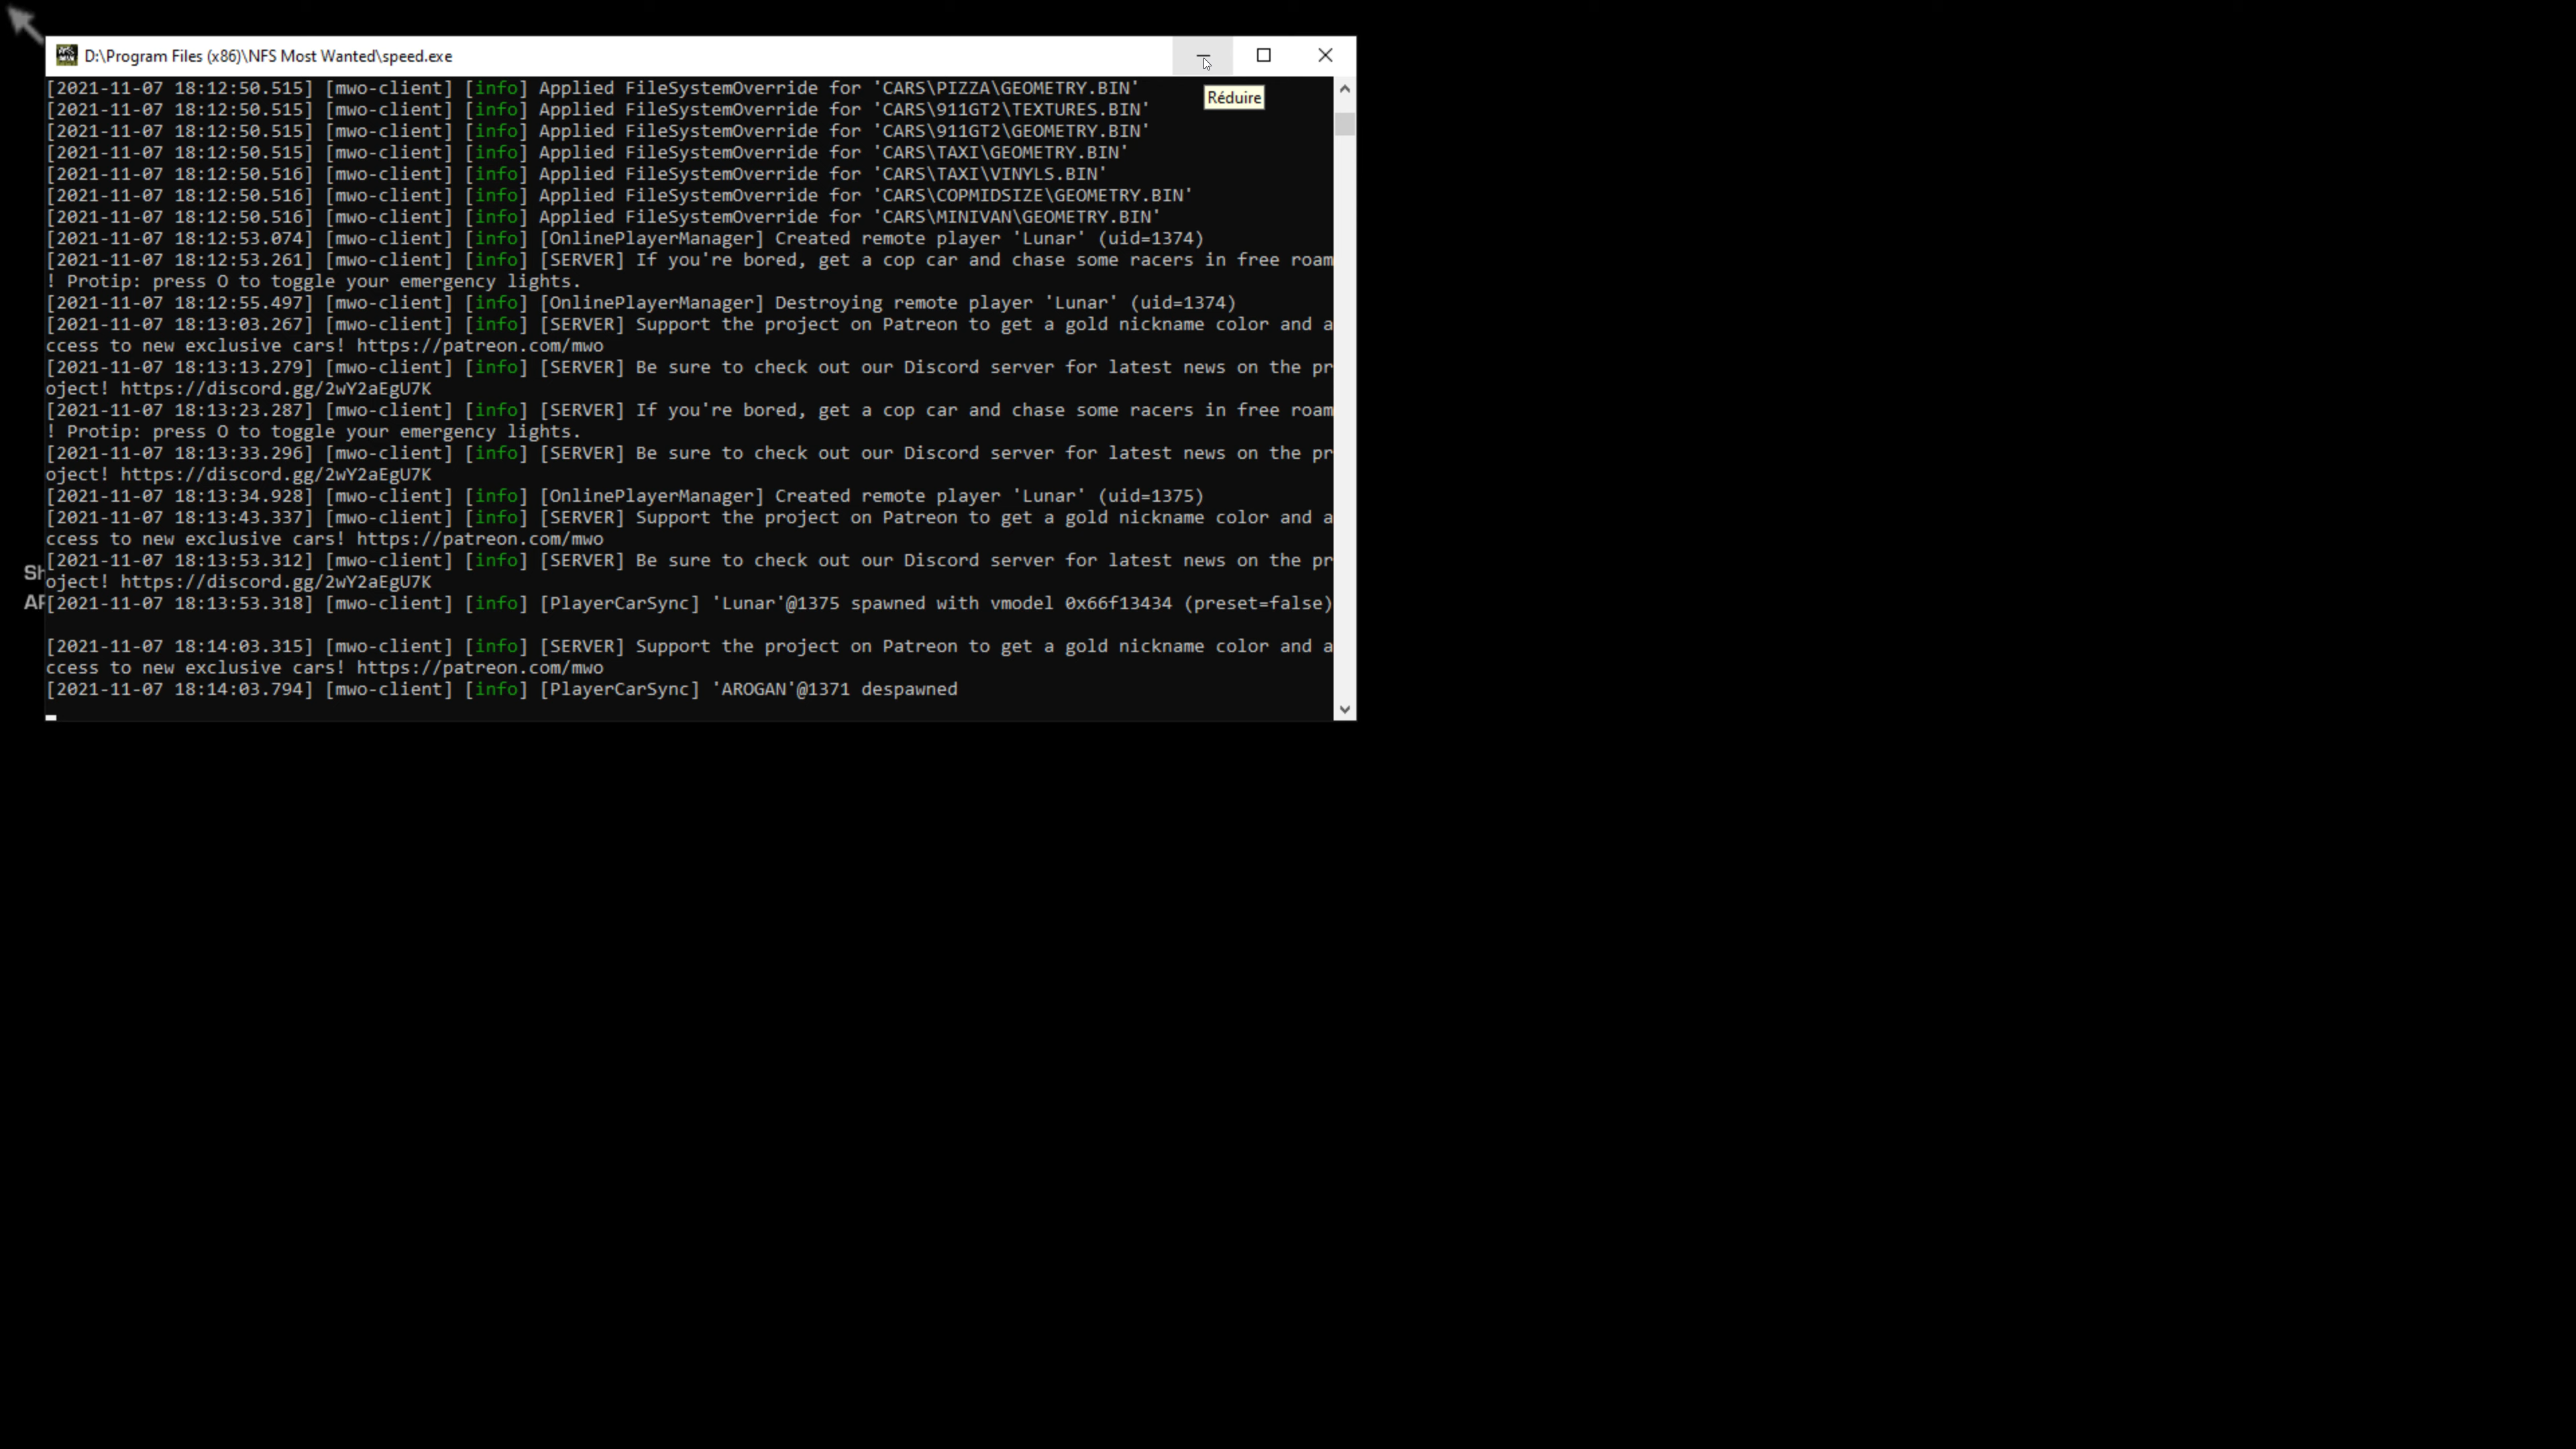 D:\Program Files (x86)\NFS Most Wanted\speed.exe
Réduire
[2021-11-07 18:12:50.515] [mwo-client] [info] Applied FileSystemOverride for 'CARS\PIZZA\GEOMETRY.BIN'
[2021-11-07 18:12:50.515] [mwo-client] [info] Applied FileSystemOverride for 'CARS\911GT2\TEXTURES.BIN'
[2021-11-07 18:12:50.515] [mwo-client] [info] Applied FileSystemOverride for 'CARS\911GT2\GEOMETRY.BIN'
[2021-11-07 18:12:50.515] [mwo-client] [info] Applied FileSystemOverride for 'CARS\TAXI\GEOMETRY.BIN'
[2021-11-07 18:12:50.516] [mwo-client] [info] Applied FileSystemOverride for 'CARS\TAXI\VINYLS.BIN'
[2021-11-07 18:12:50.516] [mwo-client] [info] Applied FileSystemOverride for 'CARS\COPMIDSIZE\GEOMETRY.BIN'
[2021-11-07 18:12:50.516] [mwo-client] [info] Applied FileSystemOverride for 'CARS\MINIVAN\GEOMETRY.BIN'
[2021-11-07 18:12:53.074] [mwo-client] [info] [OnlinePlayerManager] Created remote player 'Lunar' (uid=1374)
[2021-11-07 18:12:53.261] [mwo-client] [info] [SERVER] If you're bored, get a cop car and chase some racers in free roam
! Protip: press O to toggle your emergency lights.
[2021-11-07 18:12:55.497] [mwo-client] [info] [OnlinePlayerManager] Destroying remote player 'Lunar' (uid=1374)
[2021-11-07 18:13:03.267] [mwo-client] [info] [SERVER] Support the project on Patreon to get a gold nickname color and a
ccess to new exclusive cars! https://patreon.com/mwo
[2021-11-07 18:13:13.279] [mwo-client] [info] [SERVER] Be sure to check out our Discord server for latest news on the pr
oject! https://discord.gg/2wY2aEgU7K
[2021-11-07 18:13:23.287] [mwo-client] [info] [SERVER] If you're bored, get a cop car and chase some racers in free roam
! Protip: press O to toggle your emergency lights.
[2021-11-07 18:13:33.296] [mwo-client] [info] [SERVER] Be sure to check out our Discord server for latest news on the pr
oject! https://discord.gg/2wY2aEgU7K
[2021-11-07 18:13:34.928] [mwo-client] [info] [OnlinePlayerManager] Created remote player 'Lunar' (uid=1375)
[2021-11-07 18:13:43.337] [mwo-client] [info] [SERVER] Support the project on Patreon to get a gold nickname color and a
ccess to new exclusive cars! https://patreon.com/mwo
[2021-11-07 18:13:53.312] [mwo-client] [info] [SERVER] Be sure to check out our Discord server for latest news on the pr
oject! https://discord.gg/2wY2aEgU7K
[2021-11-07 18:13:53.318] [mwo-client] [info] [PlayerCarSync] 'Lunar'@1375 spawned with vmodel 0x66f13434 (preset=false)
[2021-11-07 18:14:03.315] [mwo-client] [info] [SERVER] Support the project on Patreon to get a gold nickname color and a
ccess to new exclusive cars! https://patreon.com/mwo
[2021-11-07 18:14:03.794] [mwo-client] [info] [PlayerCarSync] 'AROGAN'@1371 despawned